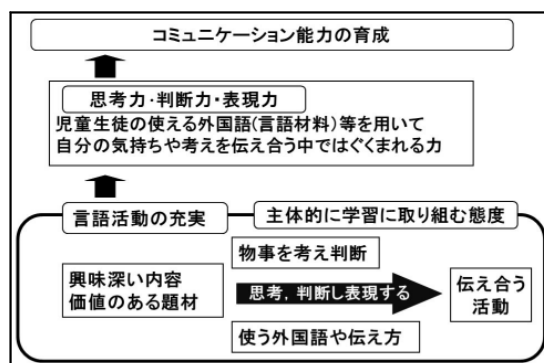 コミュニケーション能力の育成
思考力・判断力・表現力
児童生徒の使える外国語(言語材料)等を用いて
自分の気持ちや考えを伝え合う中ではぐくまれる力
言語活動の充実
主体的に学習に取り組む態度
物事を考え判断
興味深い内容
価値のある題材
思考，判断し表現する
伝え合う
活動
使う外国語や伝え方